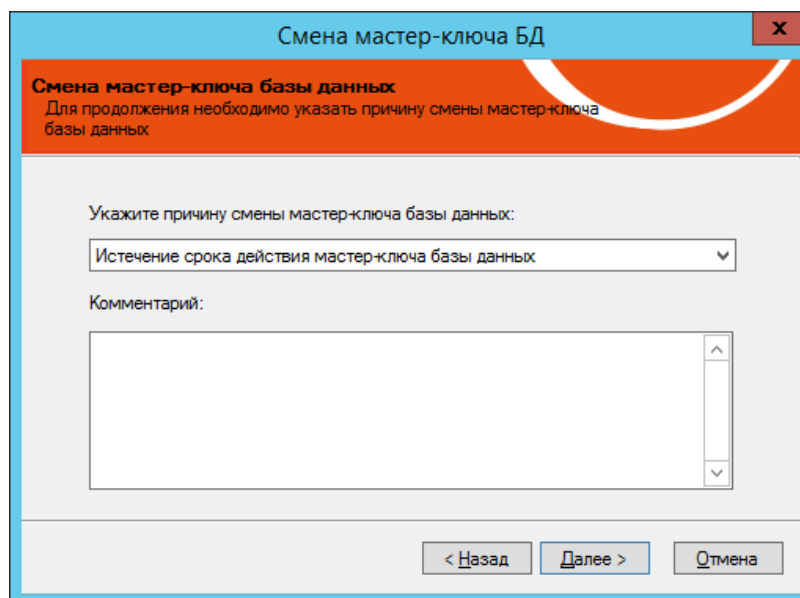 Смена мастер-ключа БД
x
Смена мастер-ключа базы данных
Для продолжения необходимо указать причину смены мастер-ключа
базы данных
Укажите причину смены мастер-ключа базы данных:
Истечение срока действия мастер-ключа базы данных
Комментарий:
< Назад Далее > Отмена